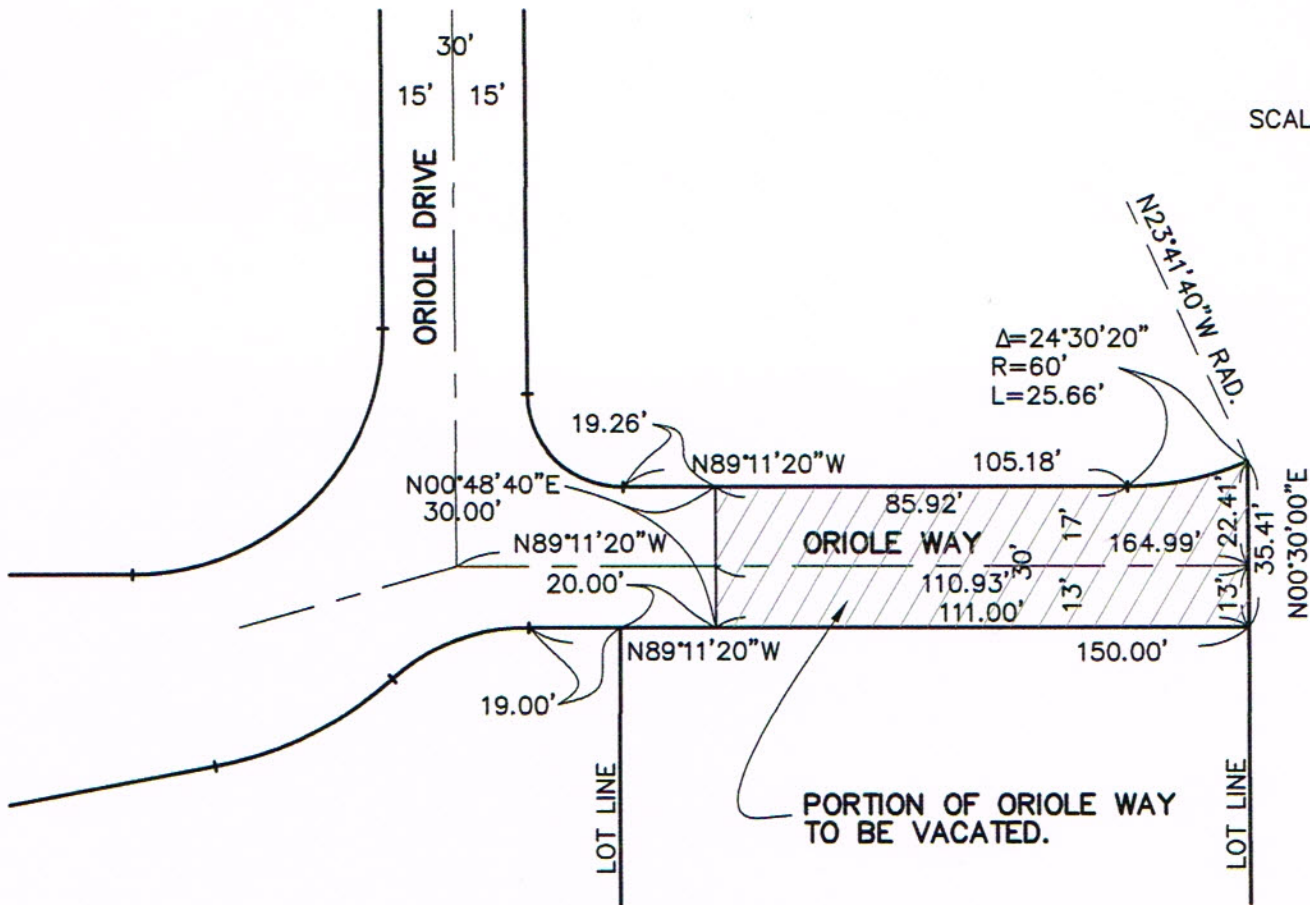 30'
15' 15'
ORIOLE DRIVE
SCAL
N23°41'40"W RAD.
Δ=24°30'20"
R=60'
L=25.66'
19.26'
N89°11'20"W
105.18'
N00°48'40"E
30.00'
85.92'
N89°11'20"W
ORIOLE WAY
17'
30'
13'
164.99'
22.41'
13'
35.41'
N00°30'00"E
20.00'
110.93'
111.00'
N89°11'20"W
150.00'
19.00'
LOT LINE
PORTION OF ORIOLE WAY
TO BE VACATED.
LOT LINE